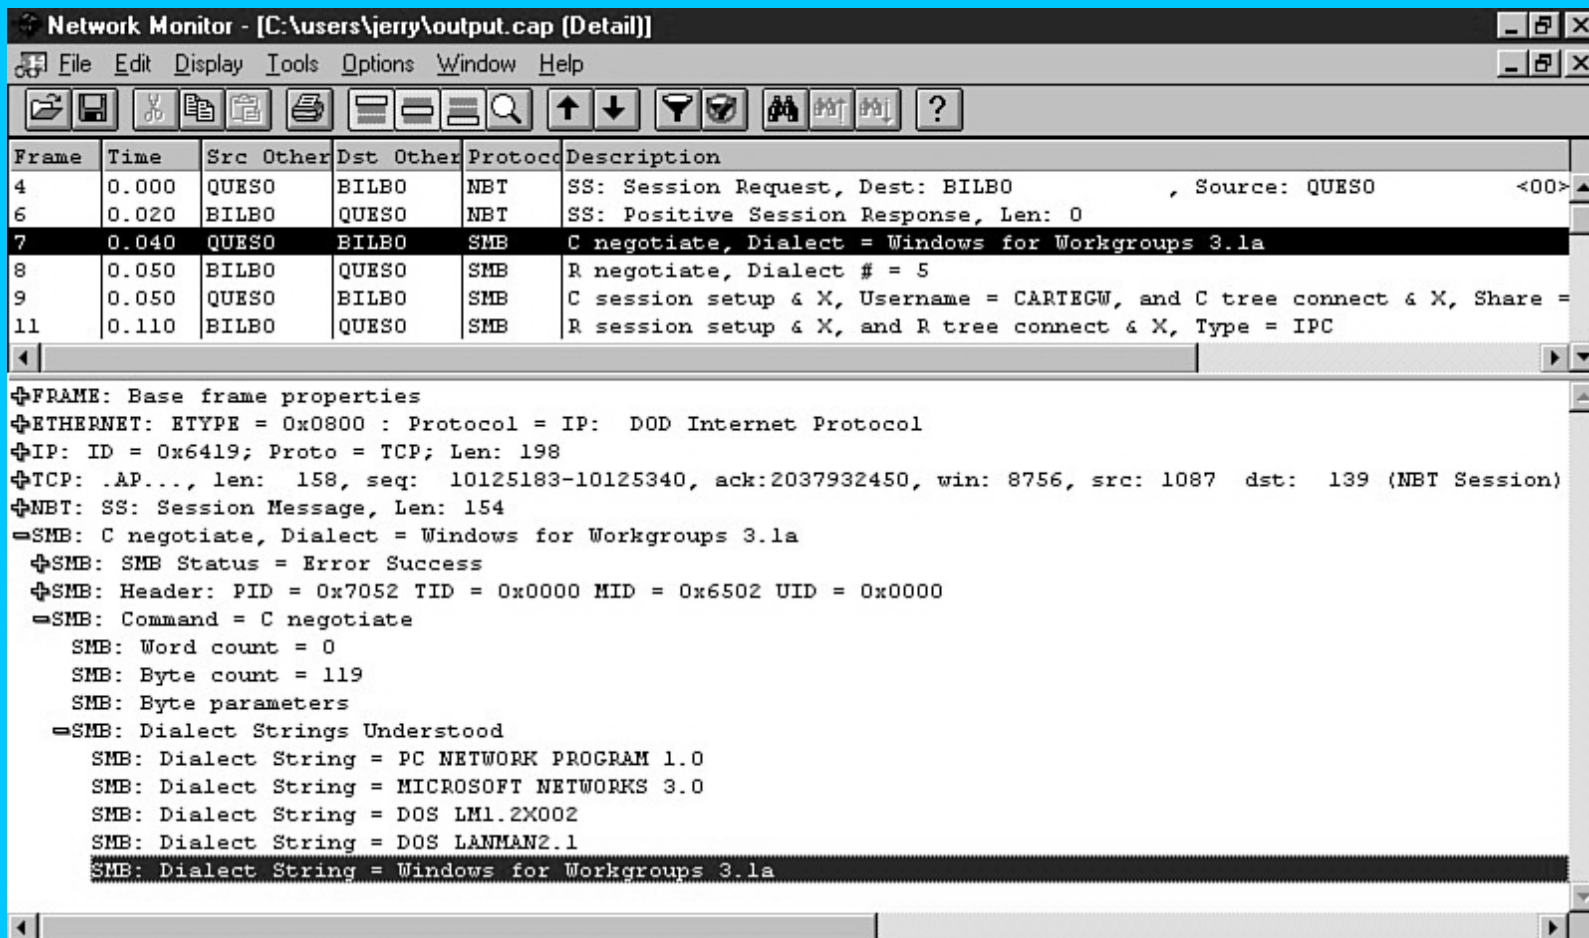 Network Monitor - [C:\users\jerry\output.cap (Detail)]
File Edit Display Tools Options Window Help
Frame Time Src Other Dst Other Protoco Description
4 0.000 QUESO BILBO NBT SS: Session Request, Dest: BILBO , Source: QUESO <00>
6 0.020 BILBO QUESO NBT SS: Positive Session Response, Len: 0
7 0.040 QUESO BILBO SMB C negotiate, Dialect = Windows for Workgroups 3.1a
8 0.050 BILBO QUESO SMB R negotiate, Dialect # = 5
9 0.050 QUESO BILBO SMB C session setup & X, Username = CARTEGW, and C tree connect & X, Share =
11 0.110 BILBO QUESO SMB R session setup & X, and R tree connect & X, Type = IPC
FRAME: Base frame properties
ETHERNET: ETYPE = 0x0800 : Protocol = IP: DOD Internet Protocol
IP: ID = 0x6419; Proto = TCP; Len: 198
TCP: .AP..., len: 158, seq: 10125183-10125340, ack:2037932450, win: 8756, src: 1087 dst: 139 (NBT Session)
NBT: SS: Session Message, Len: 154
SMB: C negotiate, Dialect = Windows for Workgroups 3.1a
SMB: SMB Status = Error Success
SMB: Header: PID = 0x7052 TID = 0x0000 MID = 0x6502 UID = 0x0000
SMB: Command = C negotiate
SMB: Word count = 0
SMB: Byte count = 119
SMB: Byte parameters
SMB: Dialect Strings Understood
SMB: Dialect String = PC NETWORK PROGRAM 1.0
SMB: Dialect String = MICROSOFT NETWORKS 3.0
SMB: Dialect String = DOS LM1.2X002
SMB: Dialect String = DOS LANMAN2.1
SMB: Dialect String = Windows for Workgroups 3.1a